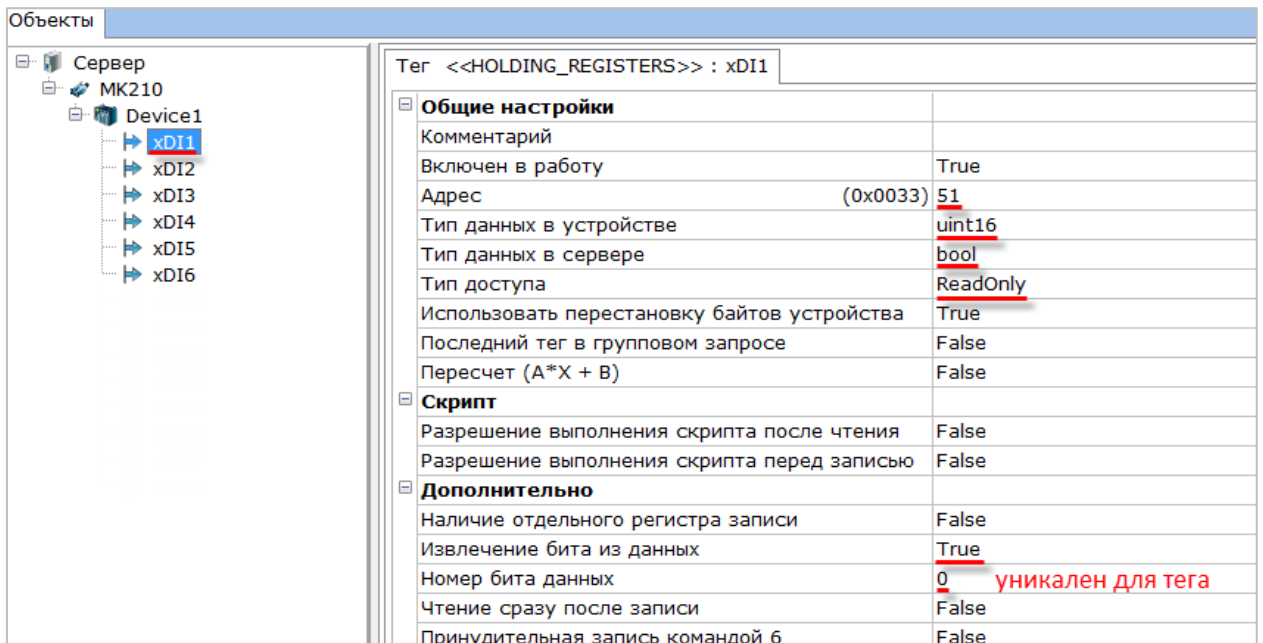 Объекты
Сервер
МК210
Device1
xDI1
xDI2
xDI3
xDI4
xDI5
xDI6
Тег <<HOLDING_REGISTERS>> : xDI1
Общие настройки
Комментарий
Включен в работу True
Адрес (0x0033) 51
Тип данных в устройстве uint16
Тип данных в сервере bool
Тип доступа ReadOnly
Использовать перестановку байтов устройства True
Последний тег в групповом запросе False
Пересчет (A*X + B) False
Скрипт
Разрешение выполнения скрипта после чтения False
Разрешение выполнения скрипта перед записью False
Дополнительно
Наличие отдельного регистра записи False
Извлечение бита из данных True
Номер бита данных 0 уникален для тега
Чтение сразу после записи False
Принудительная запись командой 6 False